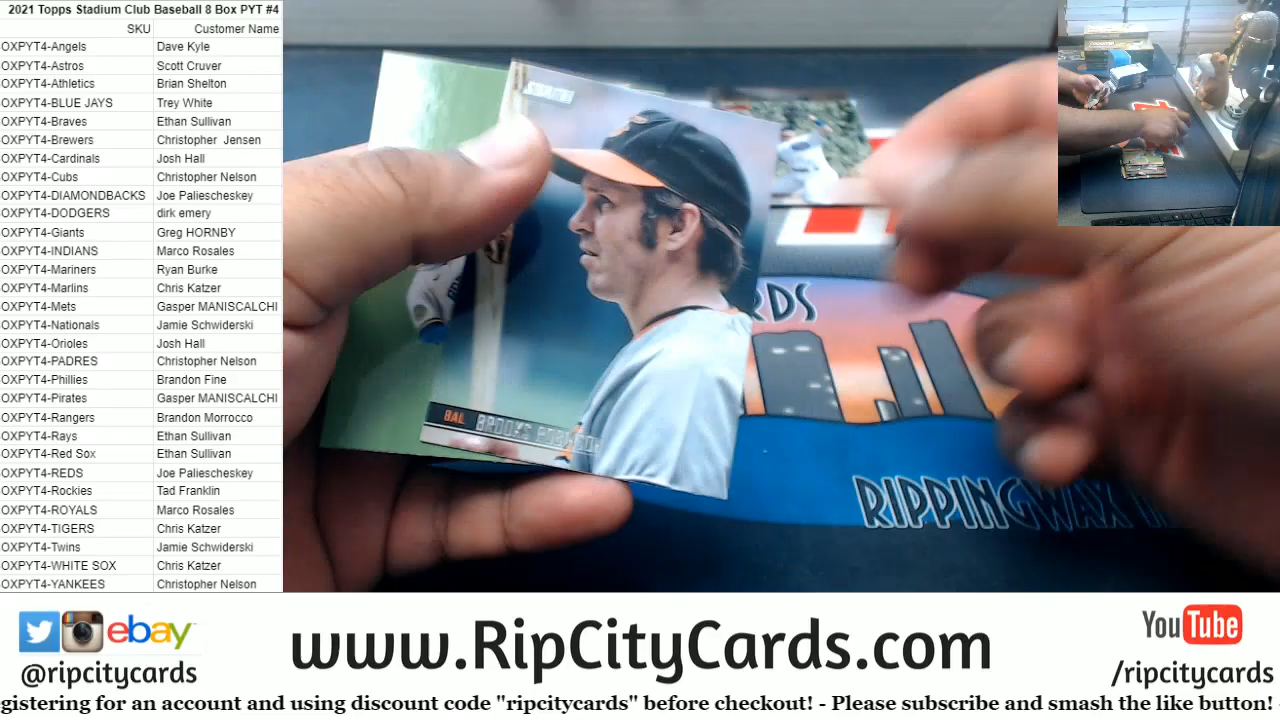 2021 Topps Stadium Club Baseball 8 Box PYT #4
SKU Customer Name
OXPYT4-Angels Dave Kyle
OXPYT4-Astros Scott Cruver
OXPYT4-Athletics Brian Shelton
OXPYT4-BLUE JAYS Trey White
OXPYT4-Braves Ethan Sullivan
OXPYT4-Brewers Christopher Jensen
OXPYT4-Cardinals Josh Hall
OXPYT4-Cubs Christopher Nelson
OXPYT4-DIAMONDBACKS Joe Paliescheskey
OXPYT4-DODGERS dirk emery
OXPYT4-Giants Greg HORNBY
OXPYT4-INDIANS Marco Rosales
OXPYT4-Mariners Ryan Burke
OXPYT4-Marlins Chris Katzer
OXPYT4-Mets Gasper MANISCALCHI
OXPYT4-Nationals Jamie Schwiderski
OXPYT4-Orioles Josh Hall
OXPYT4-PADRES Christopher Nelson
OXPYT4-Phillies Brandon Fine
OXPYT4-Pirates Gasper MANISCALCHI
OXPYT4-Rangers Brandon Morrocco
OXPYT4-Rays Ethan Sullivan
OXPYT4-Red Sox Ethan Sullivan
OXPYT4-REDS Joe Paliescheskey
OXPYT4-Rockies Tad Franklin
OXPYT4-ROYALS Marco Rosales
OXPYT4-TIGERS Chris Katzer
OXPYT4-Twins Jamie Schwiderski
OXPYT4-WHITE SOX Chris Katzer
OXPYT4-YANKEES Christopher Nelson
BAL BROOKS ROBINSON
RDS
RIPPINGWAX
ebay
@ripcitycards
www.RipCityCards.com
YouTube
/ripcitycards
gistering for an account and using discount code "ripcitycards" before checkout! - Please subscribe and smash the like button!